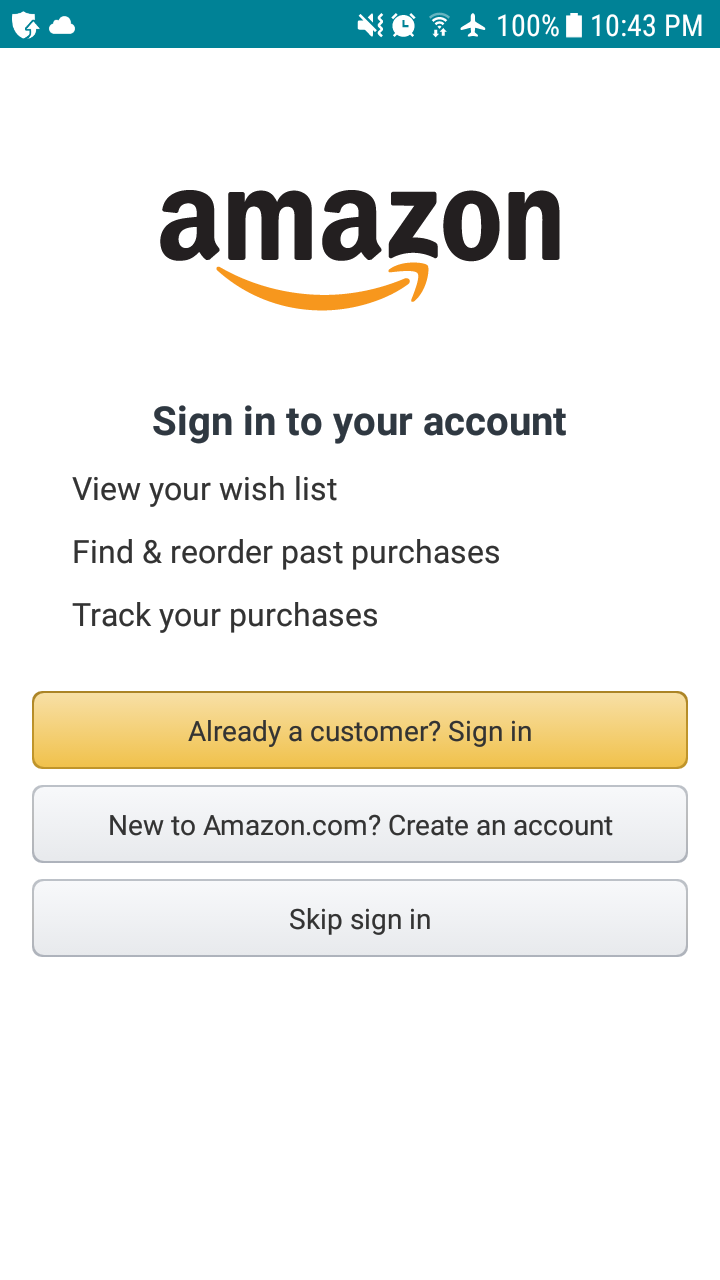 100% 10:43 PM
amazon
Sign in to your account
View your wish list
Find & reorder past purchases
Track your purchases
Already a customer? Sign in
New to Amazon.com? Create an account
Skip sign in